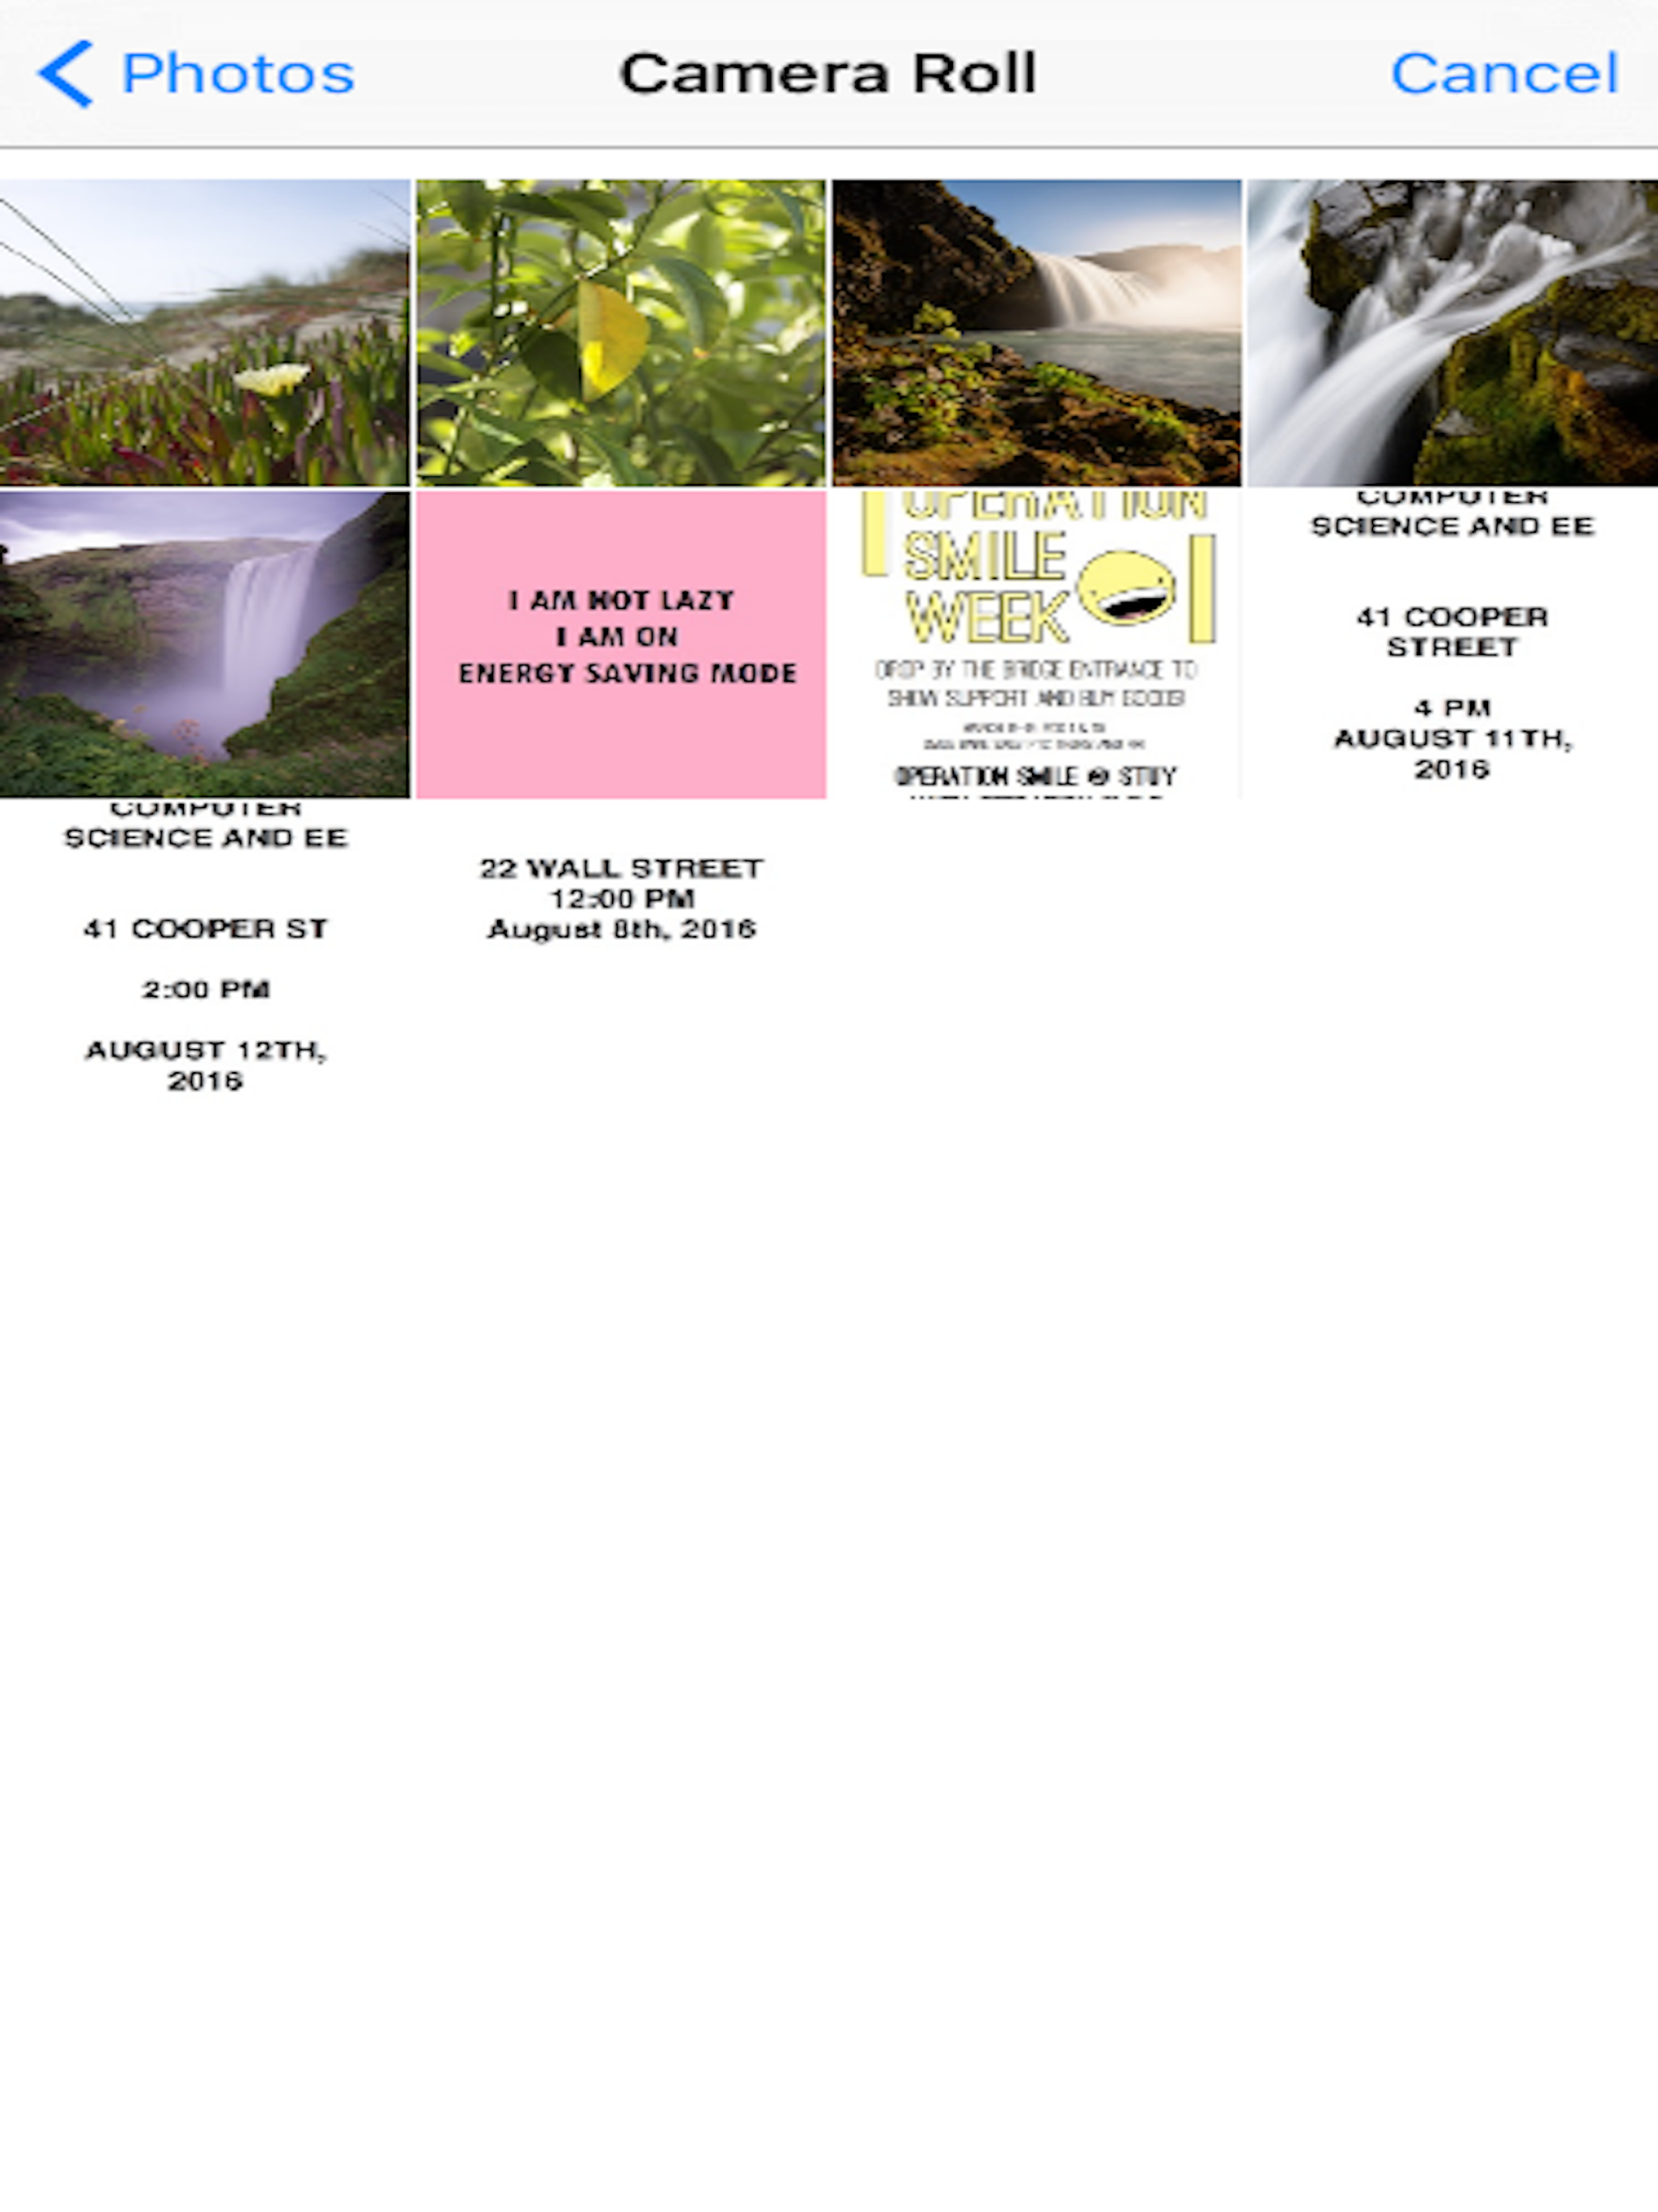 Photos
Camera Roll
Cancel
I AM NOT LAZY
I AM ON
ENERGY SAVING MODE
OPERATION
SMILE
WEEK
DROP BY THE BRIDGE ENTRANCE TO
SHOW SUPPORT AND BUY GOODS!
OPERATION SMILE @ STUY
COMPUTER
SCIENCE AND EE
41 COOPER
STREET
4 PM
AUGUST 11TH,
2016
COMPUTER
SCIENCE AND EE
41 COOPER ST
2:00 PM
AUGUST 12TH,
2016
22 WALL STREET
12:00 PM
August 8th, 2016